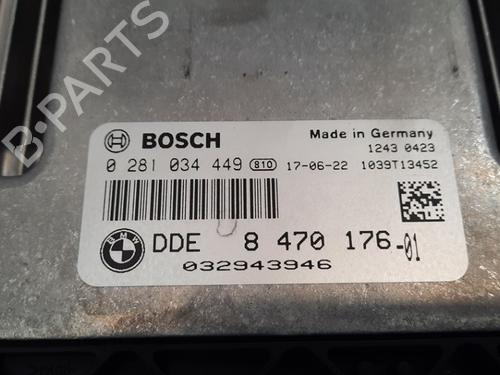 BOSCH
Made in Germany
1243 0423
0 281 034 449 810 17-06-22 1039T13452
BMW
DDE 8 470 176-01
032943946
B-PARTS